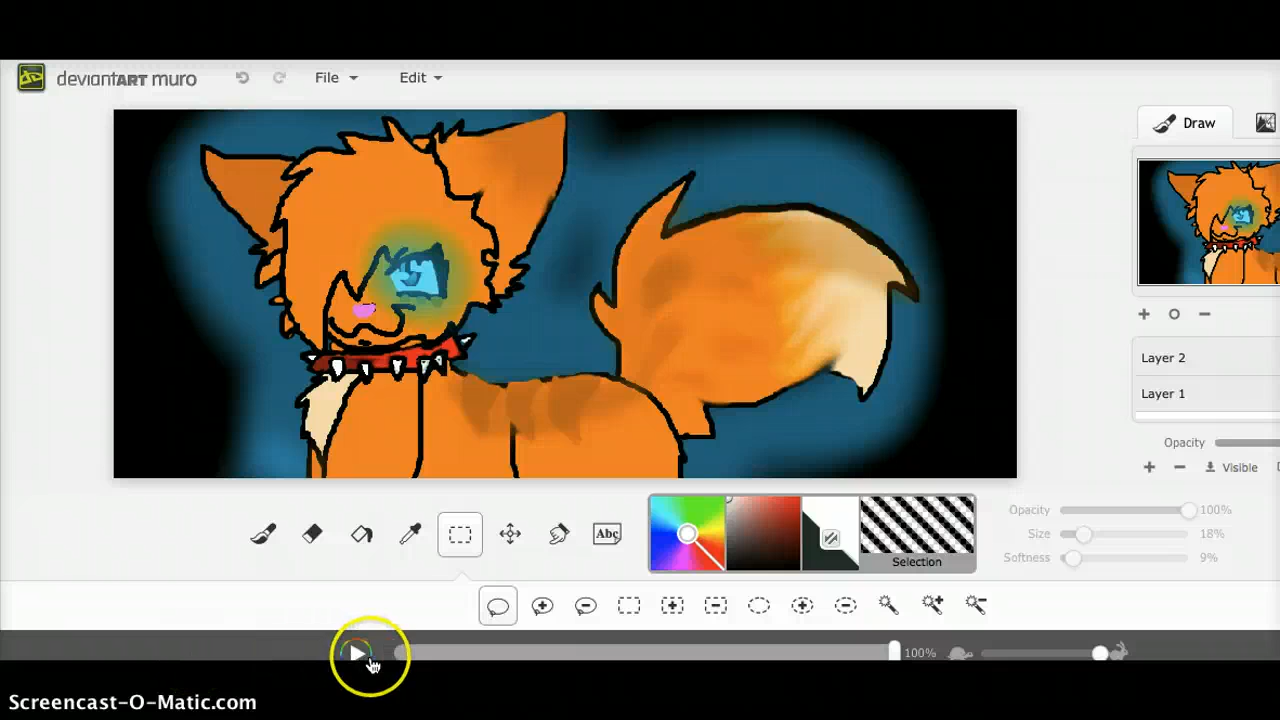 deviantART muro File Edit
Draw
Layer 2
Layer 1
Opacity
Visible
Abc
Selection
Opacity 100%
Size 18%
Softness 9%
100%
Screencast-O-Matic.com